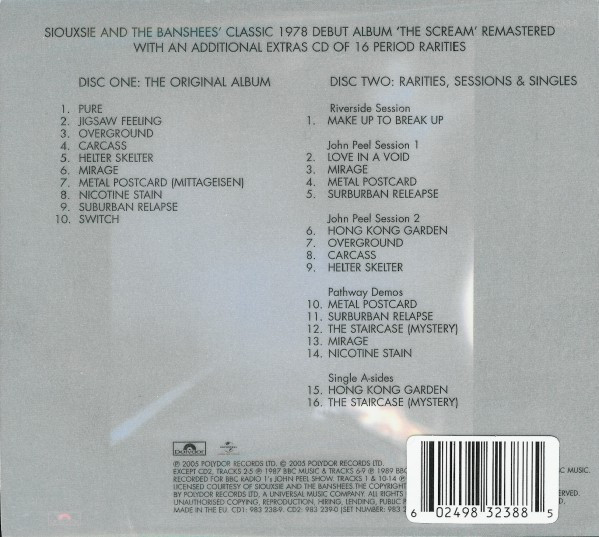 SIOUXSIE AND THE BANSHEES' CLASSIC 1978 DEBUT ALBUM 'THE SCREAM' REMASTERED
WITH AN ADDITIONAL EXTRAS CD OF 16 PERIOD RARITIES
DISC ONE: THE ORIGINAL ALBUM
1. PURE
2. JIGSAW FEELING
3. OVERGROUND
4. CARCASS
5. HELTER SKELTER
6. MIRAGE
7. METAL POSTCARD (MITTAGEISEN)
8. NICOTINE STAIN
9. SUBURBAN RELAPSE
10. SWITCH
DISC TWO: RARITIES, SESSIONS & SINGLES
Riverside Session
1. MAKE UP TO BREAK UP
John Peel Session 1
2. LOVE IN A VOID
3. MIRAGE
4. METAL POSTCARD
5. SURBURBAN RELEAPSE
John Peel Session 2
6. HONG KONG GARDEN
7. OVERGROUND
8. CARCASS
9. HELTER SKELTER
Pathway Demos
10. METAL POSTCARD
11. SURBURBAN RELAPSE
12. THE STAIRCASE (MYSTERY)
13. MIRAGE
14. NICOTINE STAIN
Single A-sides
15. HONG KONG GARDEN
16. THE STAIRCASE (MYSTERY)
Polydor
UNIVERSAL
℗ 2005 POLYDOR RECORDS LTD. © 2005 POLYDOR RECORDS LTD.
EXCEPT CD2, TRACKS 2-5 ℗ 1987 BBC MUSIC & TRACKS 6-9 ℗ 1989 BBC MUSIC.
RECORDED FOR BBC RADIO 1's JOHN PEEL SHOW. TRACKS 1 & 10-14 ℗
LICENSED COURTESY OF SIOUXSIE AND THE BANSHEES. THE COPYRIGHT
BY POLYDOR RECORDS LTD, A UNIVERSAL MUSIC COMPANY. ALL RIGHTS
UNAUTHORISED COPYING, REPRODUCTION, HIRING, LENDING, PUBLIC
MADE IN THE EU. CD1: 983 238-9. CD2: 983 239-0 (SET NUMBER: 983
6 02498 32388 5